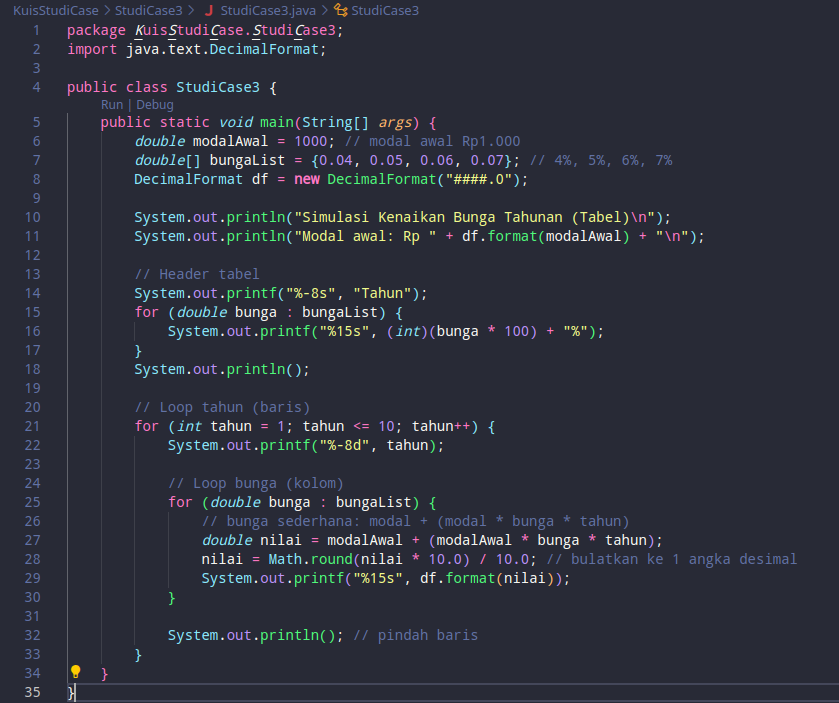 KuisStudiCase > StudiCase3 > J StudiCase3.java > StudiCase3
1 package KuisStudiCase.StudiCase3;
2 import java.text.DecimalFormat;
3
4 public class StudiCase3 {
Run | Debug
5 public static void main(String[] args) {
6 double modalAwal = 1000; // modal awal Rp1.000
7 double[] bungaList = {0.04, 0.05, 0.06, 0.07}; // 4%, 5%, 6%, 7%
8 DecimalFormat df = new DecimalFormat("####.0");
9
10 System.out.println("Simulasi Kenaikan Bunga Tahunan (Tabel)\n");
11 System.out.println("Modal awal: Rp " + df.format(modalAwal) + "\n");
12
13 // Header tabel
14 System.out.printf("%-8s", "Tahun");
15 for (double bunga : bungaList) {
16 System.out.printf("%15s", (int)(bunga * 100) + "%");
17 }
18 System.out.println();
19
20 // Loop tahun (baris)
21 for (int tahun = 1; tahun <= 10; tahun++) {
22 System.out.printf("%-8d", tahun);
23
24 // Loop bunga (kolom)
25 for (double bunga : bungaList) {
26 // bunga sederhana: modal + (modal * bunga * tahun)
27 double nilai = modalAwal + (modalAwal * bunga * tahun);
28 nilai = Math.round(nilai * 10.0) / 10.0; // bulatkan ke 1 angka desimal
29 System.out.printf("%15s", df.format(nilai));
30 }
31
32 System.out.println(); // pindah baris
33 }
34 }
35 }